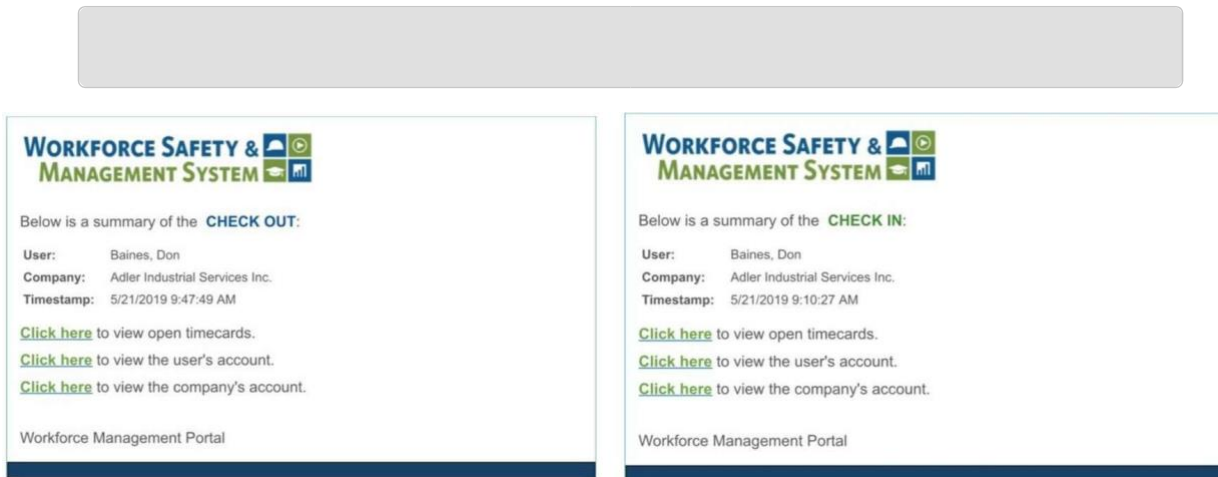 WORKFORCE SAFETY &
MANAGEMENT SYSTEM
Below is a summary of the CHECK OUT:
User: Baines, Don
Company: Adler Industrial Services Inc.
Timestamp: 5/21/2019 9:47:49 AM
Click here to view open timecards.
Click here to view the user's account.
Click here to view the company's account.
Workforce Management Portal
WORKFORCE SAFETY &
MANAGEMENT SYSTEM
Below is a summary of the CHECK IN:
User: Baines, Don
Company: Adler Industrial Services Inc.
Timestamp: 5/21/2019 9:10:27 AM
Click here to view open timecards.
Click here to view the user's account.
Click here to view the company's account.
Workforce Management Portal